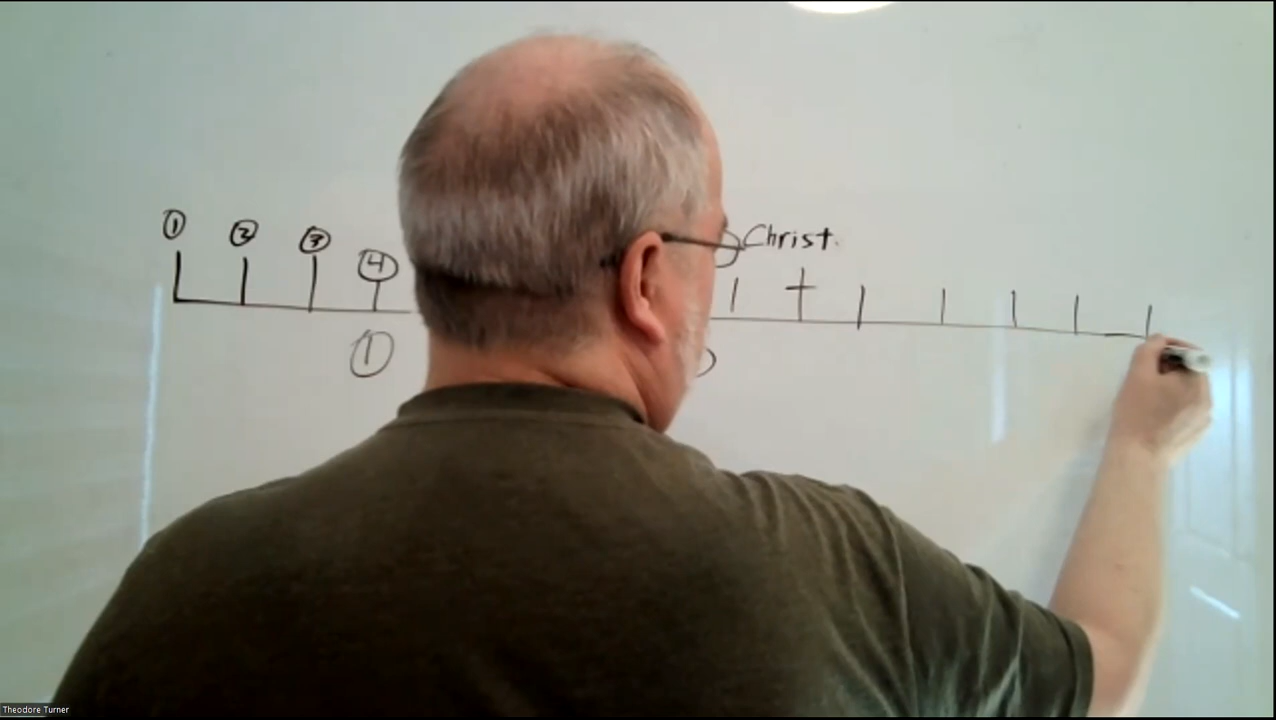 ① ② ③ ④ Christ.
①
Theodore Turner